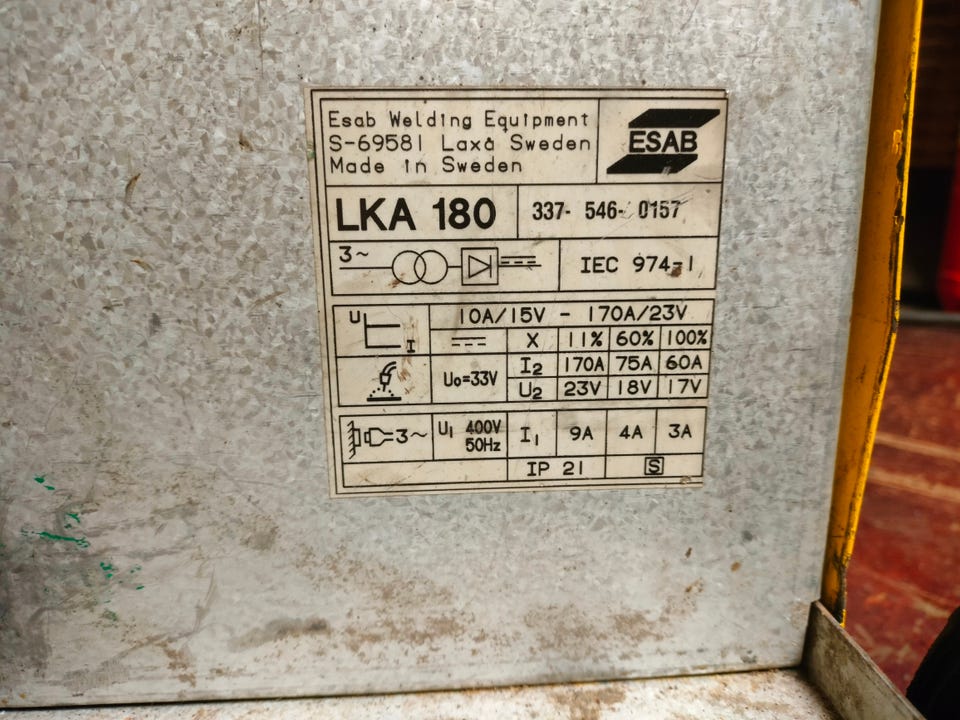 Esab Welding Equipment
S-69581 Laxå Sweden
Made in Sweden
ESAB
LKA 180
337- 546- 0157
3~
IEC 974-1
U
I
10A/15V - 170A/23V
X 11% 60% 100%
U₀=33V
I₂ 170A 75A 60A
U₂ 23V 18V 17V
3~
U₁ 400V
50Hz
I₁ 9A 4A 3A
IP 21
S